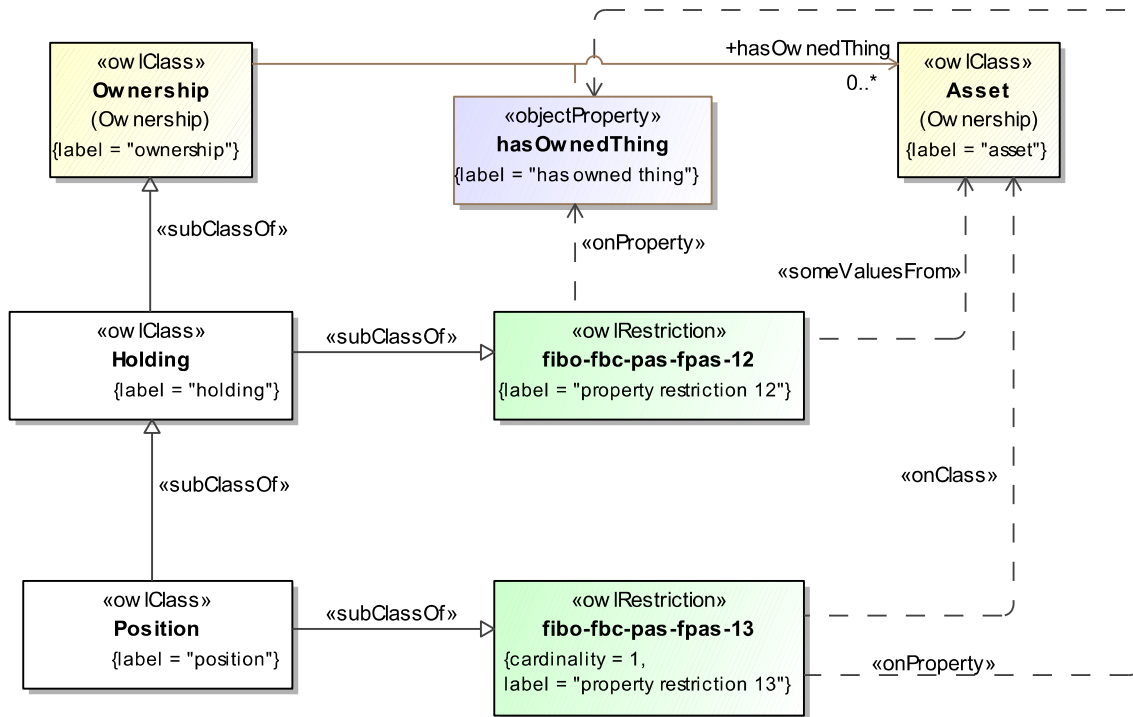 «owlClass»
Ownership
(Ownership)
{label = "ownership"}
+hasOwnedThing
0..*
«owlClass»
Asset
(Ownership)
{label = "asset"}
«objectProperty»
hasOwnedThing
{label = "has owned thing"}
«subClassOf»
«onProperty»
«someValuesFrom»
«owlClass»
Holding
{label = "holding"}
«subClassOf»
«owlRestriction»
fibo-fbc-pas-fpas-12
{label = "property restriction 12"}
«subClassOf»
«onClass»
«owlClass»
Position
{label = "position"}
«subClassOf»
«owlRestriction»
fibo-fbc-pas-fpas-13
{cardinality = 1,
label = "property restriction 13"}
«onProperty»